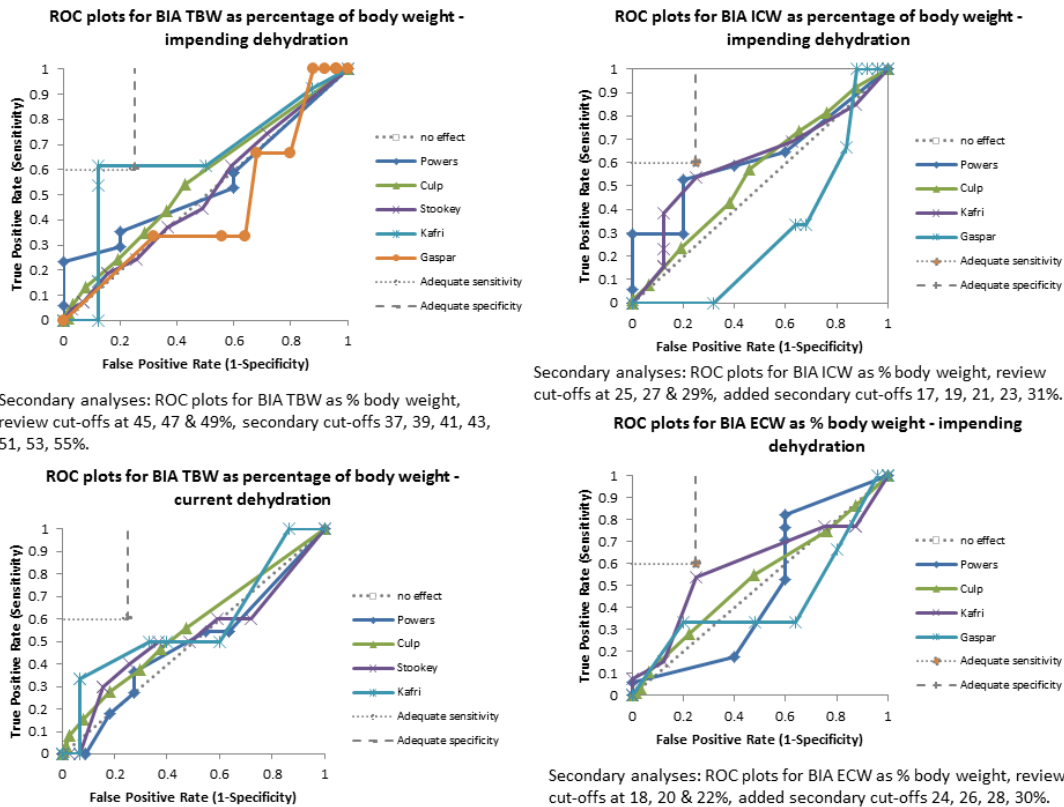 ROC plots for BIA TBW as percentage of body weight -
impending dehydration
True Positive Rate (Sensitivity)
1
0.9
0.8
0.7
0.6
0.5
0.4
0.3
0.2
0.1
0
0 0.2 0.4 0.6 0.8 1
False Positive Rate (1-Specificity)
no effect
Powers
Culp
Stookey
Kafri
Gaspar
Adequate sensitivity
Adequate specificity
Secondary analyses: ROC plots for BIA TBW as % body weight,
review cut-offs at 45, 47 & 49%, secondary cut-offs 37, 39, 41, 43,
51, 53, 55%.
ROC plots for BIA ICW as percentage of body weight -
impending dehydration
True Positive Rate (Sensitivity)
1
0.9
0.8
0.7
0.6
0.5
0.4
0.3
0.2
0.1
0
0 0.2 0.4 0.6 0.8 1
False Positive Rate (1-Specificity)
no effect
Powers
Culp
Kafri
Gaspar
Adequate sensitivity
Adequate specificity
Secondary analyses: ROC plots for BIA ICW as % body weight, review
cut-offs at 25, 27 & 29%, added secondary cut-offs 17, 19, 21, 23, 31%.
ROC plots for BIA TBW as percentage of body weight -
current dehydration
True Positive Rate (Sensitivity)
1
0.9
0.8
0.7
0.6
0.5
0.4
0.3
0.2
0.1
0
0 0.2 0.4 0.6 0.8 1
False Positive Rate (1-Specificity)
no effect
Powers
Culp
Stookey
Kafri
Adequate sensitivity
Adequate specificity
ROC plots for BIA ECW as % body weight - impending
dehydration
True Positive Rate (Sensitivity)
1
0.9
0.8
0.7
0.6
0.5
0.4
0.3
0.2
0.1
0
0 0.2 0.4 0.6 0.8 1
False Positive Rate (1-Specificity)
no effect
Powers
Culp
Kafri
Gaspar
Adequate sensitivity
Adequate specificity
Secondary analyses: ROC plots for BIA ECW as % body weight, review
cut-offs at 18, 20 & 22%, added secondary cut-offs 24, 26, 28, 30%.